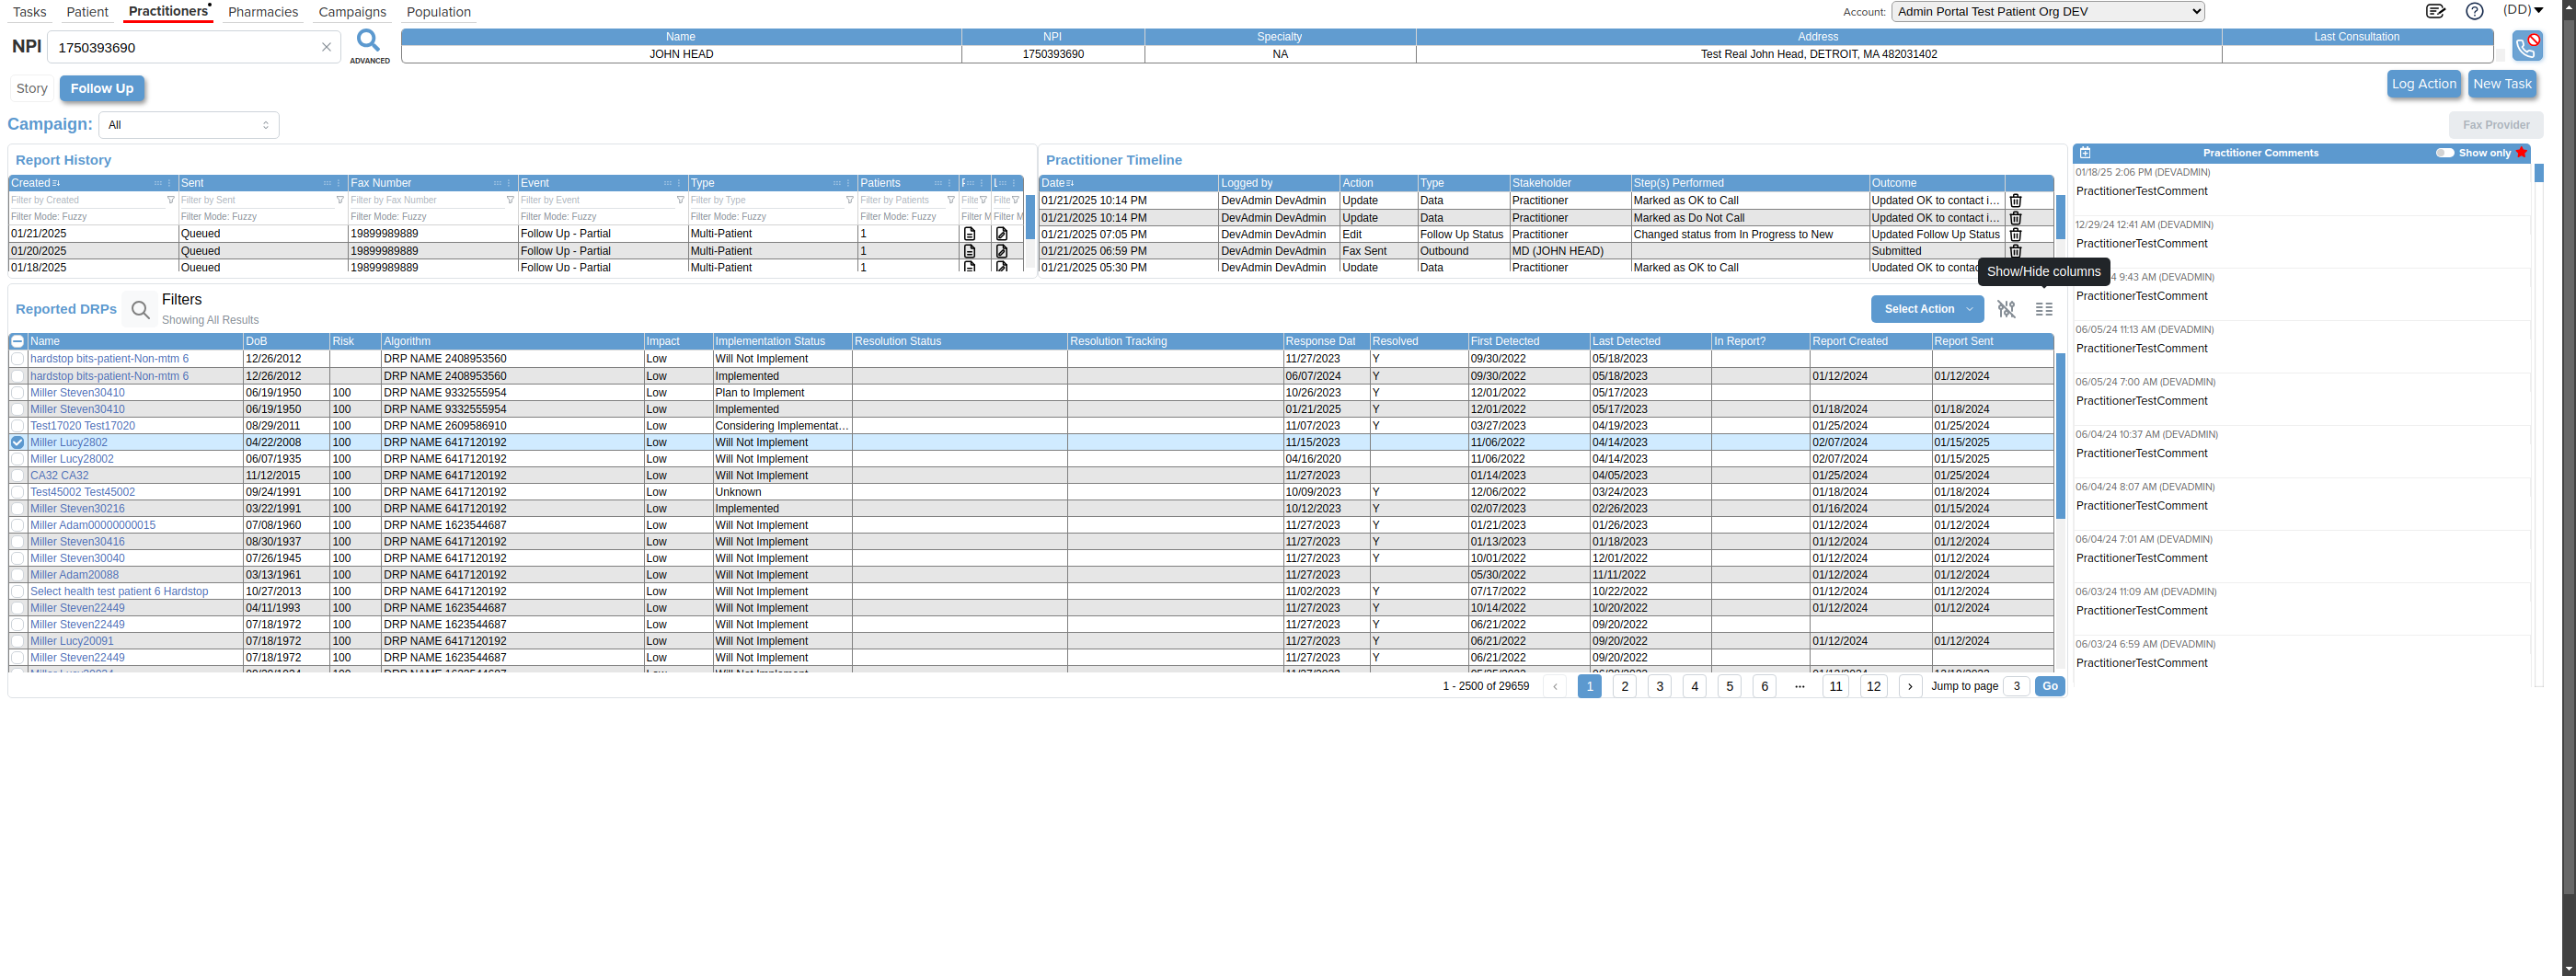 Tasks Patient Practitioners Pharmacies Campaigns Population Account: Admin Portal Test Patient Org DEV (DD)
NPI 1750393690 ADVANCED
Name NPI Specialty Address Last Consultation
JOHN HEAD 1750393690 NA Test Real John Head, DETROIT, MA 482031402
Story Follow Up Log Action New Task
Campaign: All Fax Provider
Report History
Created Sent Fax Number Event Type Patients
Filter by Created Filter by Sent Filter by Fax Number Filter by Event Filter by Type Filter by Patients Filte Filte
Filter Mode: Fuzzy Filter Mode: Fuzzy Filter Mode: Fuzzy Filter Mode: Fuzzy Filter Mode: Fuzzy Filter Mode: Fuzzy Filter M Filter M
01/21/2025 Queued 19899989889 Follow Up - Partial Multi-Patient 1
01/20/2025 Queued 19899989889 Follow Up - Partial Multi-Patient 1
01/18/2025 Queued 19899989889 Follow Up - Partial Multi-Patient 1
Practitioner Timeline
Date Logged by Action Type Stakeholder Step(s) Performed Outcome
01/21/2025 10:14 PM DevAdmin DevAdmin Update Data Practitioner Marked as OK to Call Updated OK to contact i...
01/21/2025 10:14 PM DevAdmin DevAdmin Update Data Practitioner Marked as Do Not Call Updated OK to contact i...
01/21/2025 07:05 PM DevAdmin DevAdmin Edit Follow Up Status Practitioner Changed status from In Progress to New Updated Follow Up Status
01/21/2025 06:59 PM DevAdmin DevAdmin Fax Sent Outbound MD (JOHN HEAD) Submitted
01/21/2025 05:30 PM DevAdmin DevAdmin Update Data Practitioner Marked as OK to Call Updated OK to
Show/Hide columns
Reported DRPs Filters
Showing All Results
Select Action
Name DoB Risk Algorithm Impact Implementation Status Resolution Status Resolution Tracking Response Dat Resolved First Detected Last Detected In Report? Report Created Report Sent
hardstop bits-patient-Non-mtm 6 12/26/2012 DRP NAME 2408953560 Low Will Not Implement 11/27/2023 Y 09/30/2022 05/18/2023
hardstop bits-patient-Non-mtm 6 12/26/2012 DRP NAME 2408953560 Low Implemented 06/07/2024 Y 09/30/2022 05/18/2023 01/12/2024 01/12/2024
Miller Steven30410 06/19/1950 100 DRP NAME 9332555954 Low Plan to Implement 10/26/2023 Y 12/01/2022 05/17/2023
Miller Steven30410 06/19/1950 100 DRP NAME 9332555954 Low Implemented 01/21/2025 Y 12/01/2022 05/17/2023 01/18/2024 01/18/2024
Test17020 Test17020 08/29/2011 100 DRP NAME 2609586910 Low Considering Implementat... 11/07/2023 Y 03/27/2023 04/19/2023 01/25/2024 01/25/2024
Miller Lucy2802 04/22/2008 100 DRP NAME 6417120192 Low Will Not Implement 11/15/2023 11/06/2022 04/14/2023 02/07/2024 01/15/2025
Miller Lucy28002 06/07/1935 100 DRP NAME 6417120192 Low Will Not Implement 04/16/2020 11/06/2022 04/14/2023 02/07/2024 01/15/2025
CA32 CA32 11/12/2015 100 DRP NAME 6417120192 Low Will Not Implement 11/27/2023 01/14/2023 04/05/2023 01/25/2024 01/25/2024
Test45002 Test45002 09/24/1991 100 DRP NAME 6417120192 Low Unknown 10/09/2023 Y 12/06/2022 03/24/2023 01/18/2024 01/18/2024
Miller Steven30216 03/22/1991 100 DRP NAME 6417120192 Low Implemented 10/12/2023 Y 02/07/2023 02/26/2023 01/16/2024 01/15/2024
Miller Adam00000000015 07/08/1960 100 DRP NAME 1623544687 Low Will Not Implement 11/27/2023 Y 01/21/2023 01/26/2023 01/12/2024 01/12/2024
Miller Steven30416 08/30/1937 100 DRP NAME 6417120192 Low Will Not Implement 11/27/2023 Y 01/13/2023 01/18/2023 01/12/2024 01/12/2024
Miller Steven30040 07/26/1945 100 DRP NAME 6417120192 Low Will Not Implement 11/27/2023 Y 10/01/2022 12/01/2022 01/12/2024 01/12/2024
Miller Adam20088 03/13/1961 100 DRP NAME 6417120192 Low Will Not Implement 11/27/2023 05/30/2022 11/11/2022 01/12/2024 01/12/2024
Select health test patient 6 Hardstop 10/27/2013 100 DRP NAME 6417120192 Low Will Not Implement 11/02/2023 Y 07/17/2022 10/22/2022 01/12/2024 01/12/2024
Miller Steven22449 04/11/1993 100 DRP NAME 1623544687 Low Will Not Implement 11/27/2023 Y 10/14/2022 10/20/2022 01/12/2024 01/12/2024
Miller Steven22449 07/18/1972 100 DRP NAME 1623544687 Low Will Not Implement 11/27/2023 Y 06/21/2022 09/20/2022
Miller Lucy20091 07/18/1972 100 DRP NAME 6417120192 Low Will Not Implement 11/27/2023 Y 06/21/2022 09/20/2022 01/12/2024 01/12/2024
Miller Steven22449 07/18/1972 100 DRP NAME 1623544687 Low Will Not Implement 11/27/2023 Y 06/21/2022 09/20/2022
1 - 2500 of 29659 1 2 3 4 5 6 ... 11 12 Jump to page 3 Go
Practitioner Comments Show only
01/18/25 2:06 PM (DEVADMIN)
PractitionerTestComment
12/29/24 12:41 AM (DEVADMIN)
PractitionerTestComment
4 9:43 AM (DEVADMIN)
PractitionerTestComment
06/05/24 11:13 AM (DEVADMIN)
PractitionerTestComment
06/05/24 7:00 AM (DEVADMIN)
PractitionerTestComment
06/04/24 10:37 AM (DEVADMIN)
PractitionerTestComment
06/04/24 8:07 AM (DEVADMIN)
PractitionerTestComment
06/04/24 7:01 AM (DEVADMIN)
PractitionerTestComment
06/03/24 11:09 AM (DEVADMIN)
PractitionerTestComment
06/03/24 6:59 AM (DEVADMIN)
PractitionerTestComment